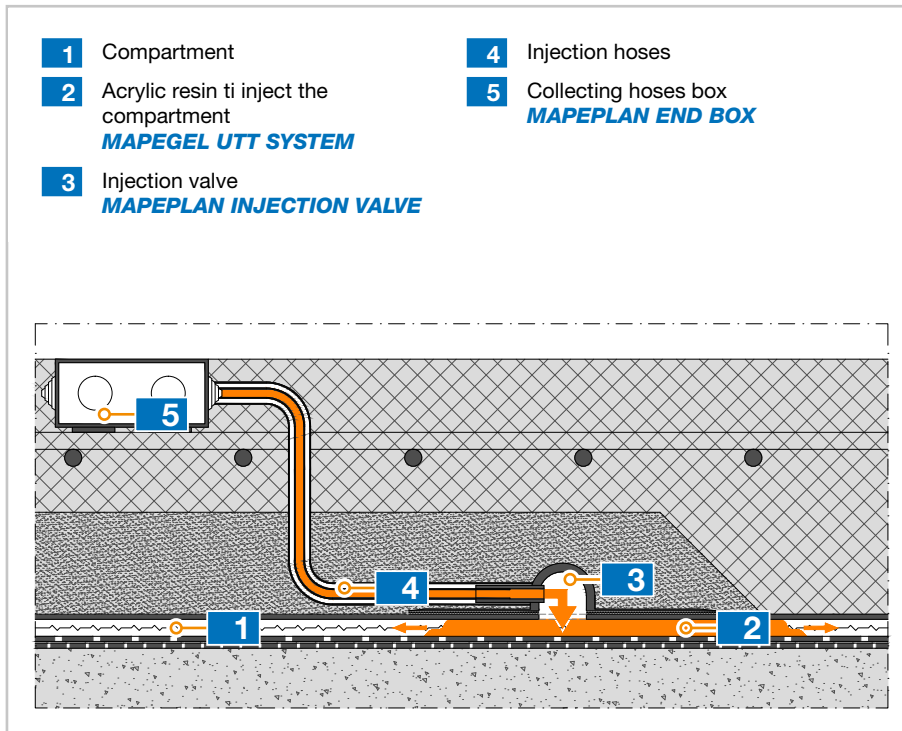 1 Compartment
2 Acrylic resin ti inject the
compartment
MAPEGEL UTT SYSTEM
3 Injection valve
MAPEPLAN INJECTION VALVE
4 Injection hoses
5 Collecting hoses box
MAPEPLAN END BOX
5
4
3
1
2